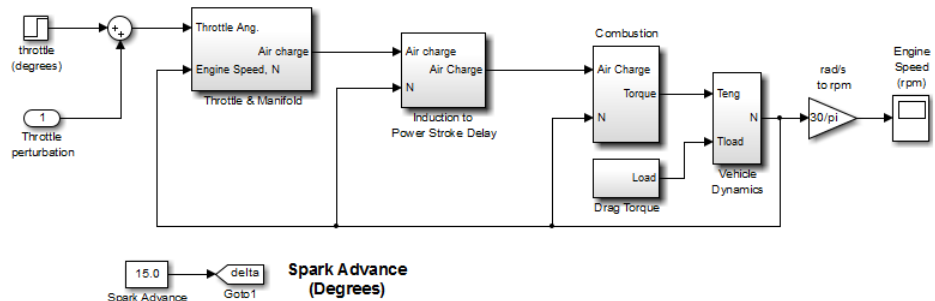 throttle
(degrees)
+
+
1
Throttle
perturbation
Throttle Ang.
Air charge
Engine Speed, N
Throttle & Manifold
Air charge
Air Charge
N
Induction to
Power Stroke Delay
Combustion
Air Charge
Torque
N
Load
Drag Torque
Teng
N
Tload
Vehicle
Dynamics
rad/s
to rpm
30/pi
Engine
Speed
(rpm)
15.0
Spark Advance
delta
Goto1
Spark Advance
(Degrees)